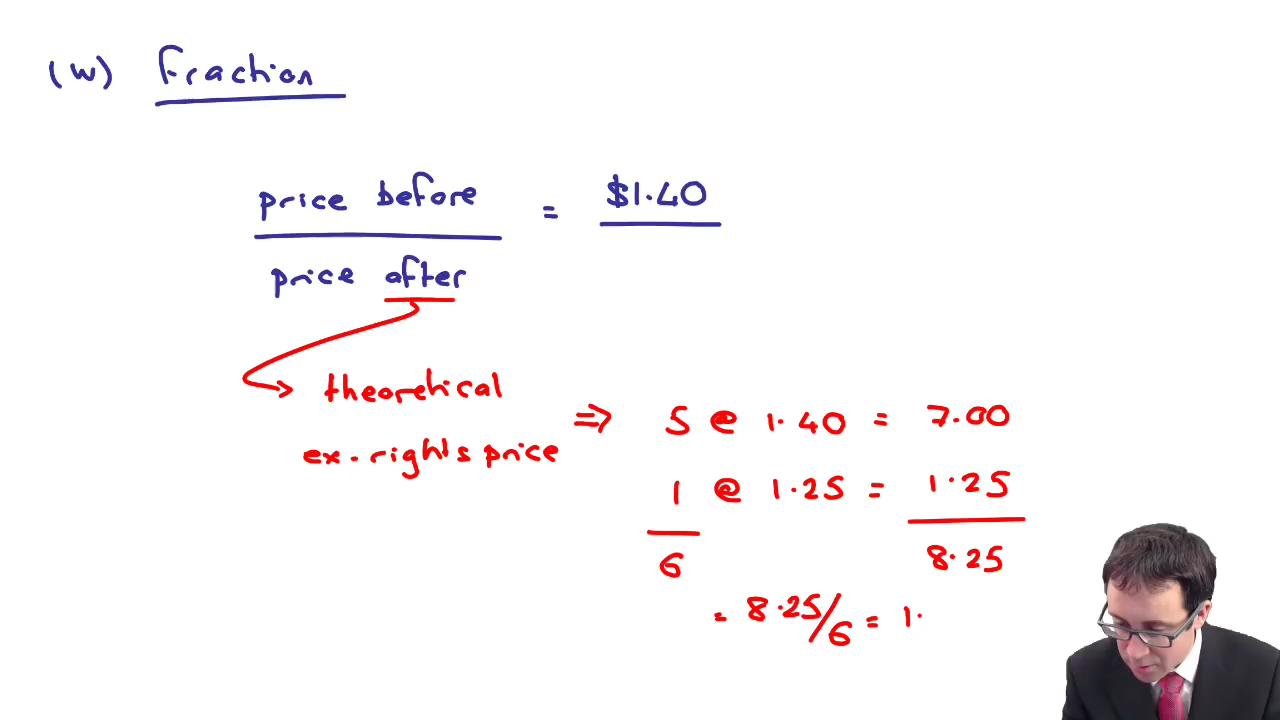 (W) Fraction
price before = $1.40
price after
theoretical
ex-rights price => 5 @ 1.40 = 7.00
1 @ 1.25 = 1.25
6 8.25
= 8.25/6 = 1.